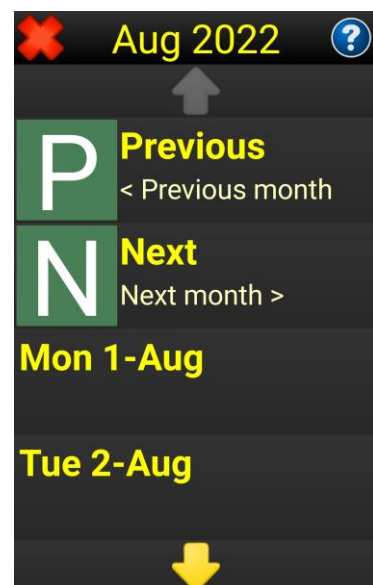 Aug 2022 ?
P Previous
< Previous month
N Next
Next month >
Mon 1-Aug
Tue 2-Aug